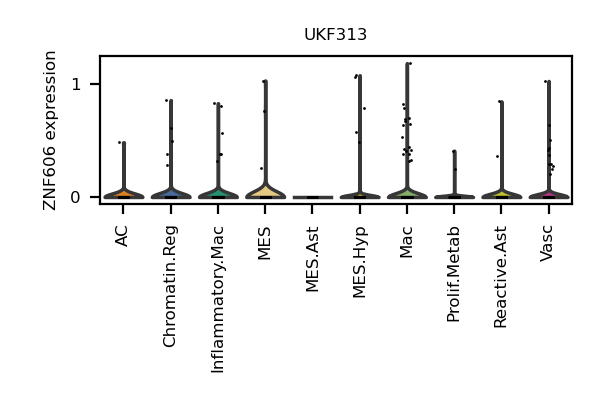 UKF313
ZNF606 expression
1
0
AC
Chromatin.Reg
Inflammatory.Mac
MES
MES.Ast
MES.Hyp
Mac
Prolif.Metab
Reactive.Ast
Vasc